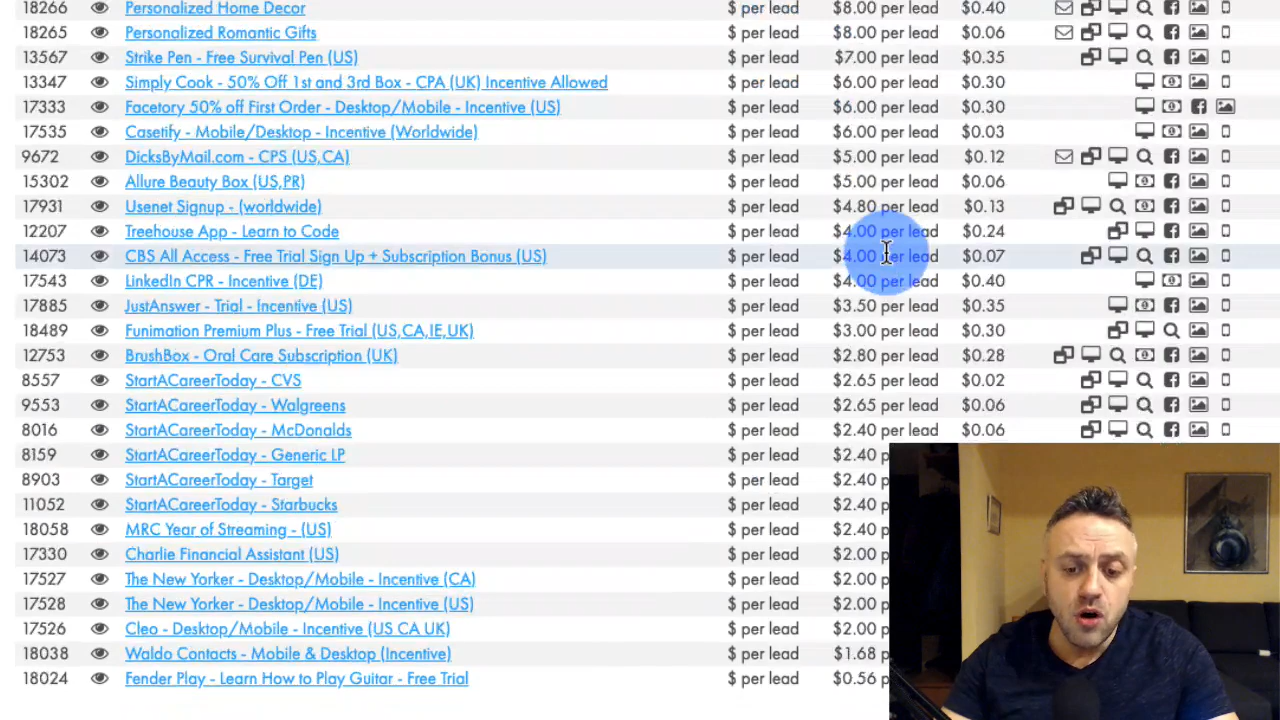 18266 Personalized Home Decor $ per lead $8.00 per lead $0.40
18265 Personalized Romantic Gifts $ per lead $8.00 per lead $0.06
13567 Strike Pen - Free Survival Pen (US) $ per lead $7.00 per lead $0.35
13347 Simply Cook - 50% Off 1st and 3rd Box - CPA (UK) Incentive Allowed $ per lead $6.00 per lead $0.30
17333 Facetory 50% off First Order - Desktop/Mobile - Incentive (US) $ per lead $6.00 per lead $0.30
17535 Casetify - Mobile/Desktop - Incentive (Worldwide) $ per lead $6.00 per lead $0.03
9672 DicksByMail.com - CPS (US,CA) $ per lead $5.00 per lead $0.12
15302 Allure Beauty Box (US,PR) $ per lead $5.00 per lead $0.06
17931 Usenet Signup - (worldwide) $ per lead $4.80 per lead $0.13
12207 Treehouse App - Learn to Code $ per lead $4.00 per lead $0.24
14073 CBS All Access - Free Trial Sign Up + Subscription Bonus (US) $ per lead $4.00 per lead $0.07
17543 LinkedIn CPR - Incentive (DE) $ per lead $4.00 per lead $0.40
17885 JustAnswer - Trial - Incentive (US) $ per lead $3.50 per lead $0.35
18489 Funimation Premium Plus - Free Trial (US,CA,IE,UK) $ per lead $3.00 per lead $0.30
12753 BrushBox - Oral Care Subscription (UK) $ per lead $2.80 per lead $0.28
8557 StartACareerToday - CVS $ per lead $2.65 per lead $0.02
9553 StartACareerToday - Walgreens $ per lead $2.65 per lead $0.06
8016 StartACareerToday - McDonalds $ per lead $2.40 per lead $0.06
8159 StartACareerToday - Generic LP $ per lead $2.40 p
8903 StartACareerToday - Target $ per lead $2.40 p
11052 StartACareerToday - Starbucks $ per lead $2.40 p
18058 MRC Year of Streaming - (US) $ per lead $2.40 p
17330 Charlie Financial Assistant (US) $ per lead $2.00 p
17527 The New Yorker - Desktop/Mobile - Incentive (CA) $ per lead $2.00 p
17528 The New Yorker - Desktop/Mobile - Incentive (US) $ per lead $2.00 p
17526 Cleo - Desktop/Mobile - Incentive (US CA UK) $ per lead $2.00 p
18038 Waldo Contacts - Mobile & Desktop (Incentive) $ per lead $1.68 p
18024 Fender Play - Learn How to Play Guitar - Free Trial $ per lead $0.56 p